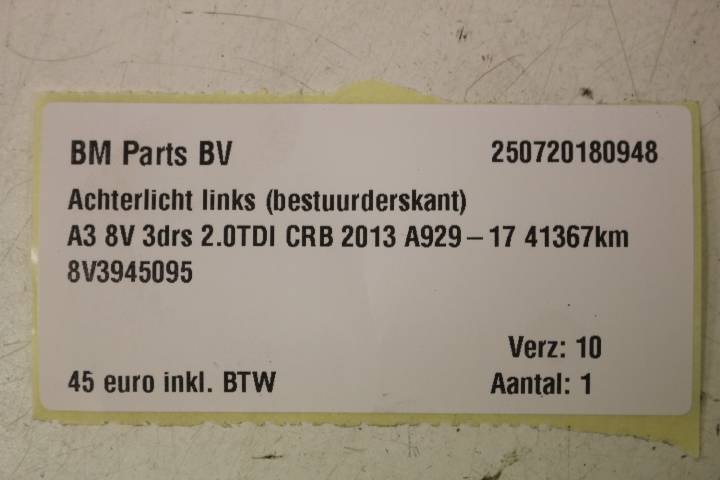 BM Parts BV 250720180948
Achterlicht links (bestuurderskant)
A3 8V 3drs 2.0TDI CRB 2013 A929-17 41367km
8V3945095
Verz: 10
45 euro inkl. BTW Aantal: 1